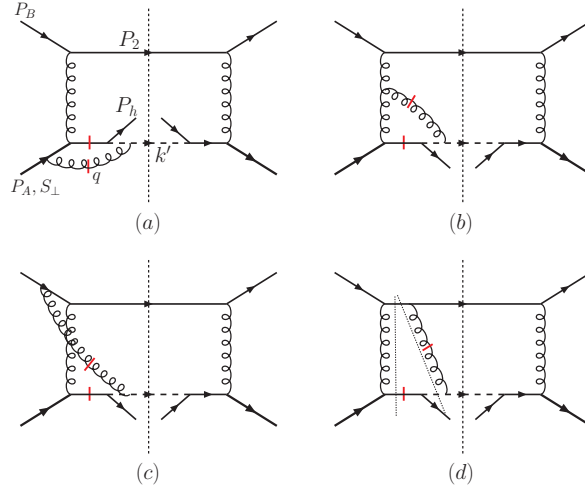 P_B
P_2
P_h
k'
P_A, S_⊥
q
(a)
(b)
(c)
(d)